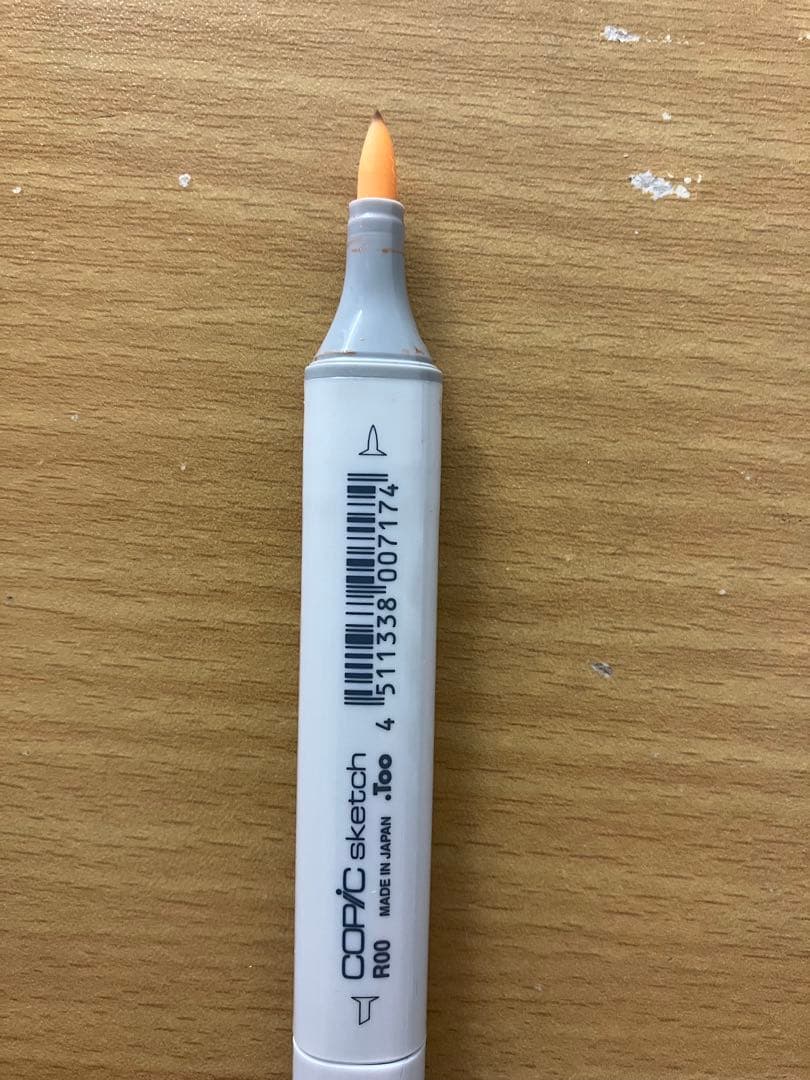 COPiC sketch
R00 MADE IN JAPAN .Too
4 511338 007174